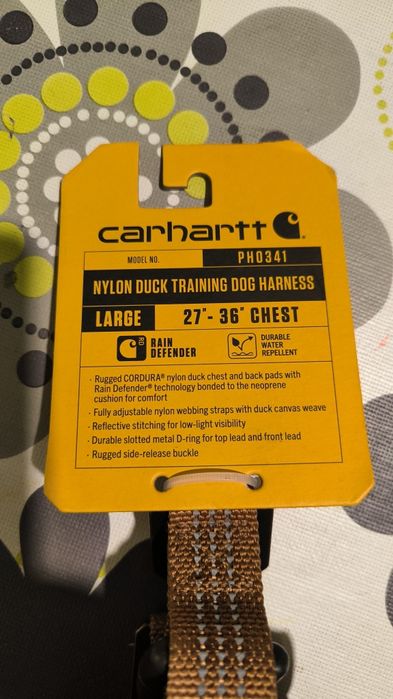 carhartt
MODEL NO. PH0341
NYLON DUCK TRAINING DOG HARNESS
LARGE 27"- 36" CHEST
RD RAIN DEFENDER
DURABLE WATER REPELLENT
· Rugged CORDURA® nylon duck chest and back pads with
Rain Defender® technology bonded to the neoprene
cushion for comfort
· Fully adjustable nylon webbing straps with duck canvas weave
· Reflective stitching for low-light visibility
· Durable slotted metal D-ring for top lead and front lead
· Rugged side-release buckle